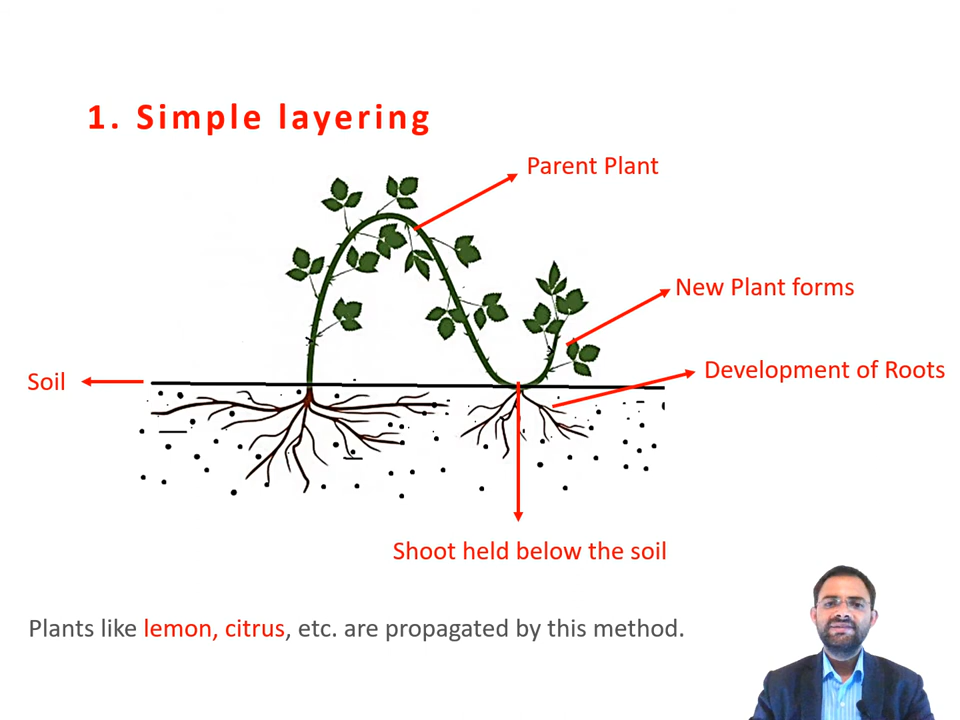 1. Simple layering
Parent Plant
New Plant forms
Development of Roots
Soil
Shoot held below the soil
Plants like lemon, citrus, etc. are propagated by this method.